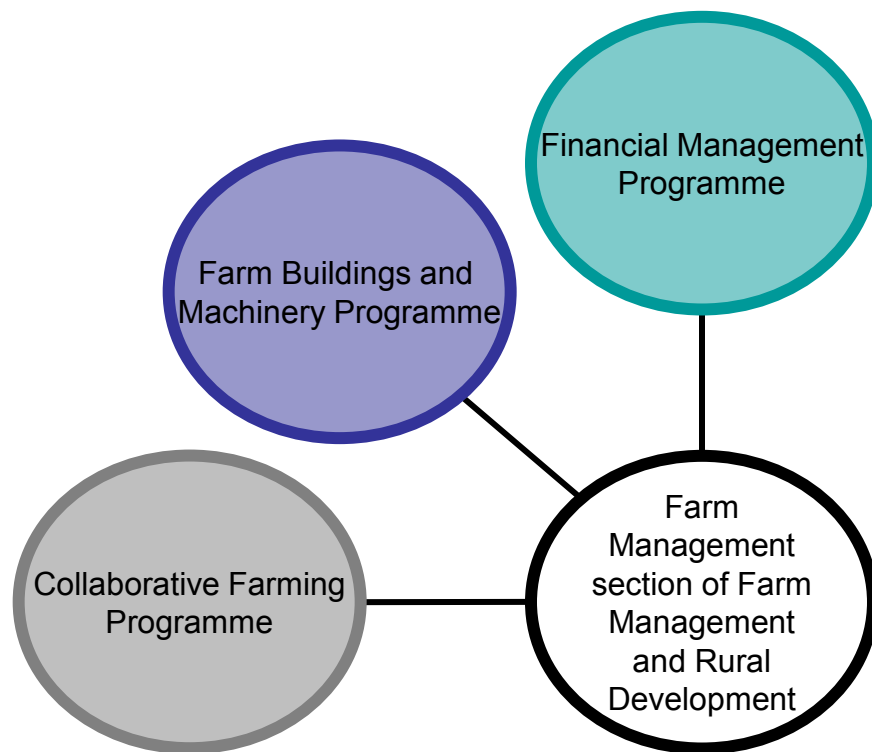 Financial Management
Programme
Farm Buildings and
Machinery Programme
Collaborative Farming
Programme
Farm
Management
section of Farm
Management
and Rural
Development